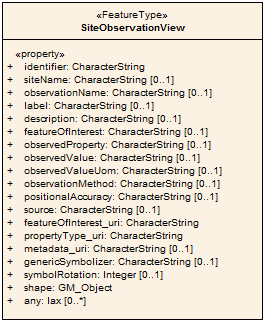 «FeatureType»
SiteObservationView
«property»
+ identifier: CharacterString
+ siteName: CharacterString [0..1]
+ observationName: CharacterString [0..1]
+ label: CharacterString [0..1]
+ description: CharacterString [0..1]
+ featureOfInterest: CharacterString [0..1]
+ observedProperty: CharacterString [0..1]
+ observedValue: CharacterString [0..1]
+ observedValueUom: CharacterString [0..1]
+ observationMethod: CharacterString [0..1]
+ positionalAccuracy: CharacterString [0..1]
+ source: CharacterString [0..1]
+ featureOfInterest_uri: CharacterString
+ propertyType_uri: CharacterString
+ metadata_uri: CharacterString [0..1]
+ genericSymbolizer: CharacterString [0..1]
+ symbolRotation: Integer [0..1]
+ shape: GM_Object
+ any: lax [0..*]